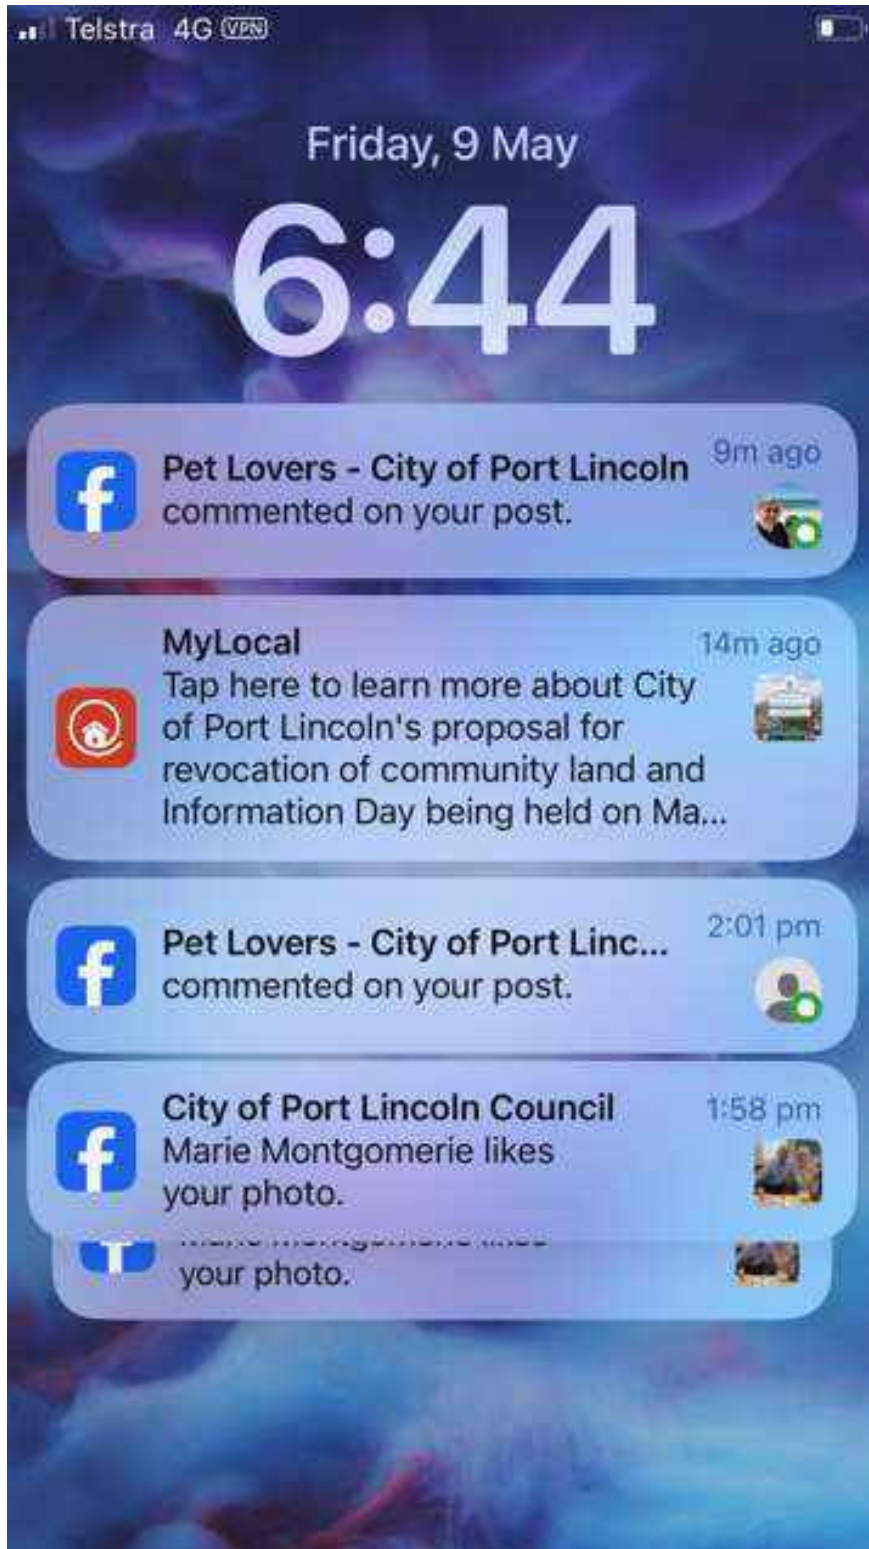 Telstra 4G VPN
Friday, 9 May
6:44
Pet Lovers - City of Port Lincoln 9m ago
commented on your post.
MyLocal 14m ago
Tap here to learn more about City
of Port Lincoln's proposal for
revocation of community land and
Information Day being held on Ma...
Pet Lovers - City of Port Linc... 2:01 pm
commented on your post.
City of Port Lincoln Council 1:58 pm
Marie Montgomerie likes
your photo.
your photo.